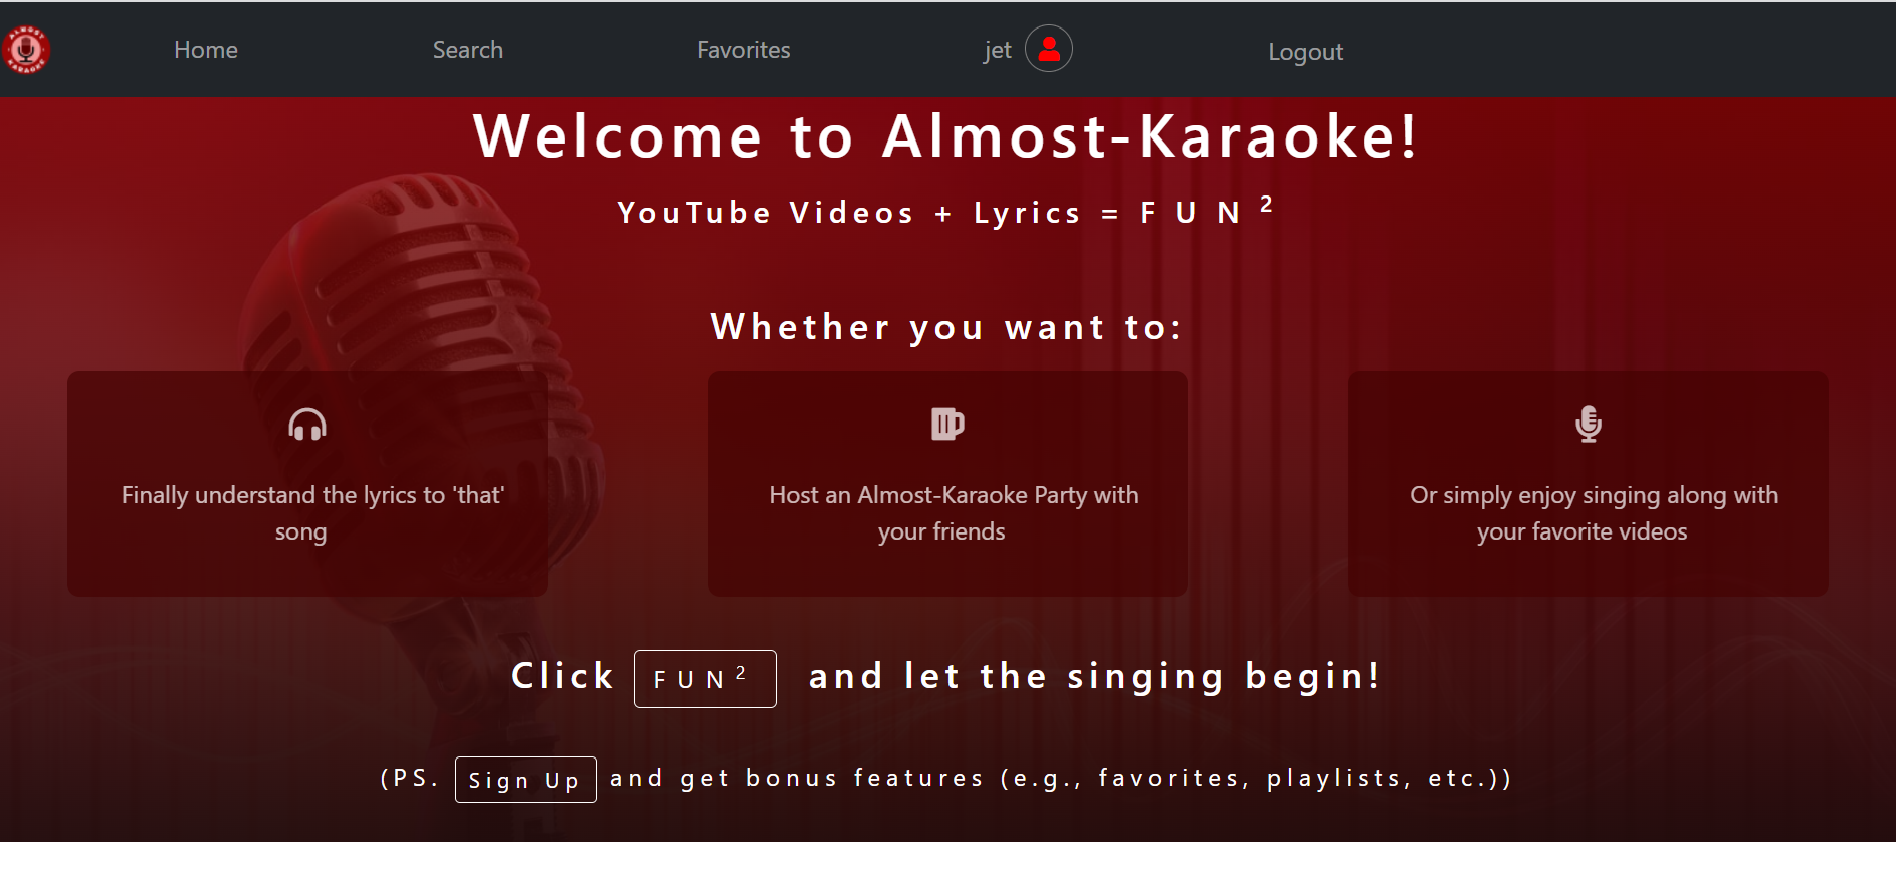 ALMOST
KARAOKE
Home Search Favorites jet Logout
Welcome to Almost-Karaoke!
YouTube Videos + Lyrics = F U N ²
Whether you want to:
Finally understand the lyrics to 'that'
song
Host an Almost-Karaoke Party with
your friends
Or simply enjoy singing along with
your favorite videos
Click F U N ² and let the singing begin!
(PS. Sign Up and get bonus features (e.g., favorites, playlists, etc.))